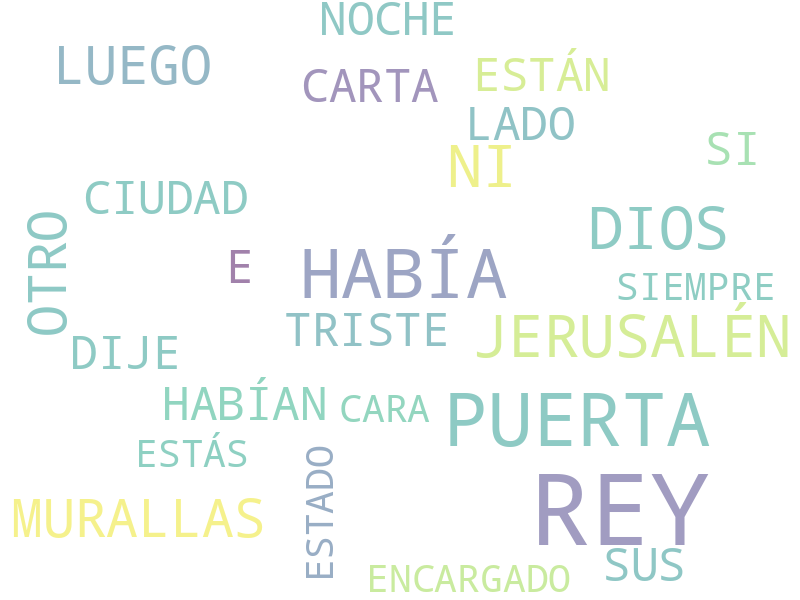 NOCHE
LUEGO
CARTA
ESTÁN
LADO
SI
NI
CIUDAD
OTRO
DIOS
E
HABÍA
SIEMPRE
TRISTE
JERUSALÉN
DIJE
HABÍAN
CARA
PUERTA
ESTÁS
ESTADO
REY
MURALLAS
SUS
ENCARGADO